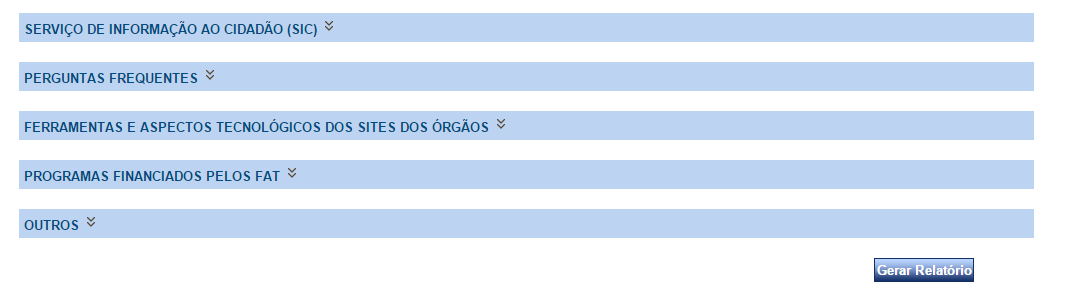 SERVIÇO DE INFORMAÇÃO AO CIDADÃO (SIC)
PERGUNTAS FREQUENTES
FERRAMENTAS E ASPECTOS TECNOLÓGICOS DOS SITES DOS ÓRGÃOS
PROGRAMAS FINANCIADOS PELOS FAT
OUTROS
Gerar Relatório